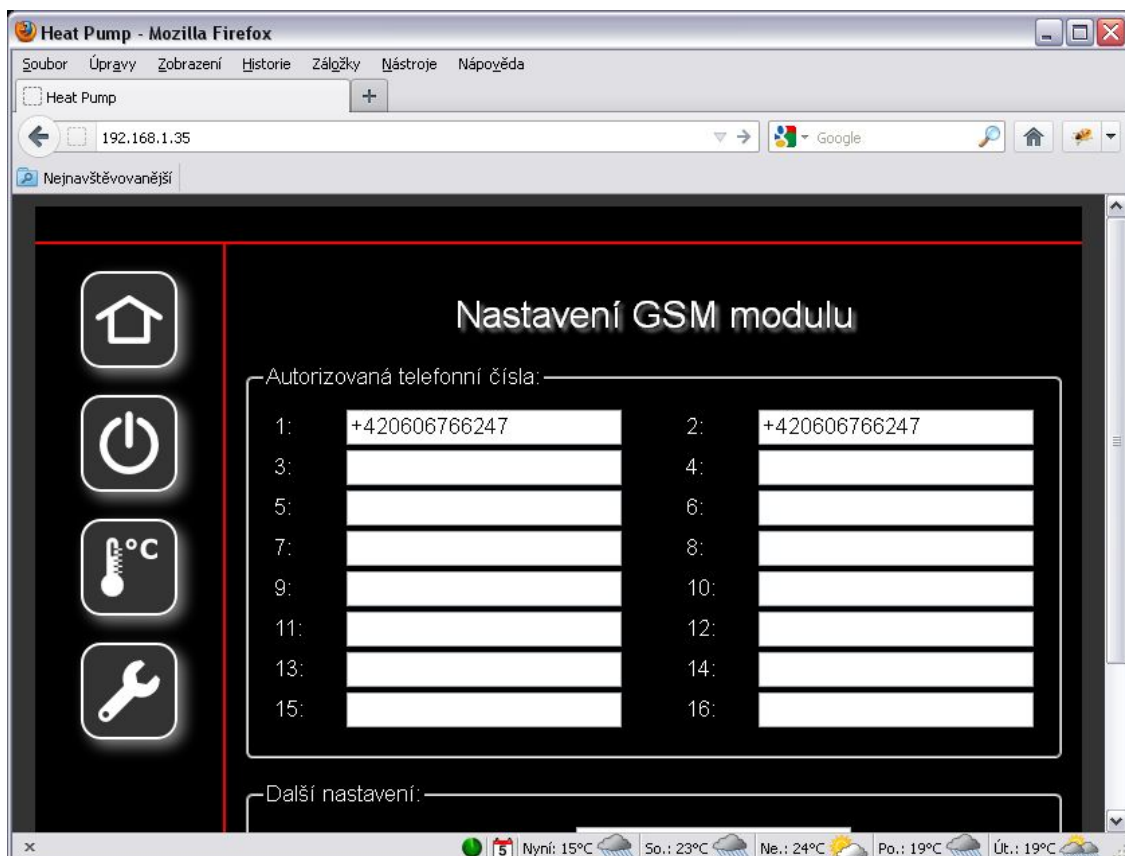 Heat Pump - Mozilla Firefox
Soubor Úpravy Zobrazení Historie Záložky Nástroje Nápověda
Heat Pump +
192.168.1.35 Google
Nejnavštěvovanější
°C
Nastavení GSM modulu
Autorizovaná telefonní čísla:
1: +420606766247 2: +420606766247
3: 4:
5: 6:
7: 8:
9: 10:
11: 12:
13: 14:
15: 16:
Další nastavení:
x 5 Nyní: 15°C So.: 23°C Ne.: 24°C Po.: 19°C Út.: 19°C